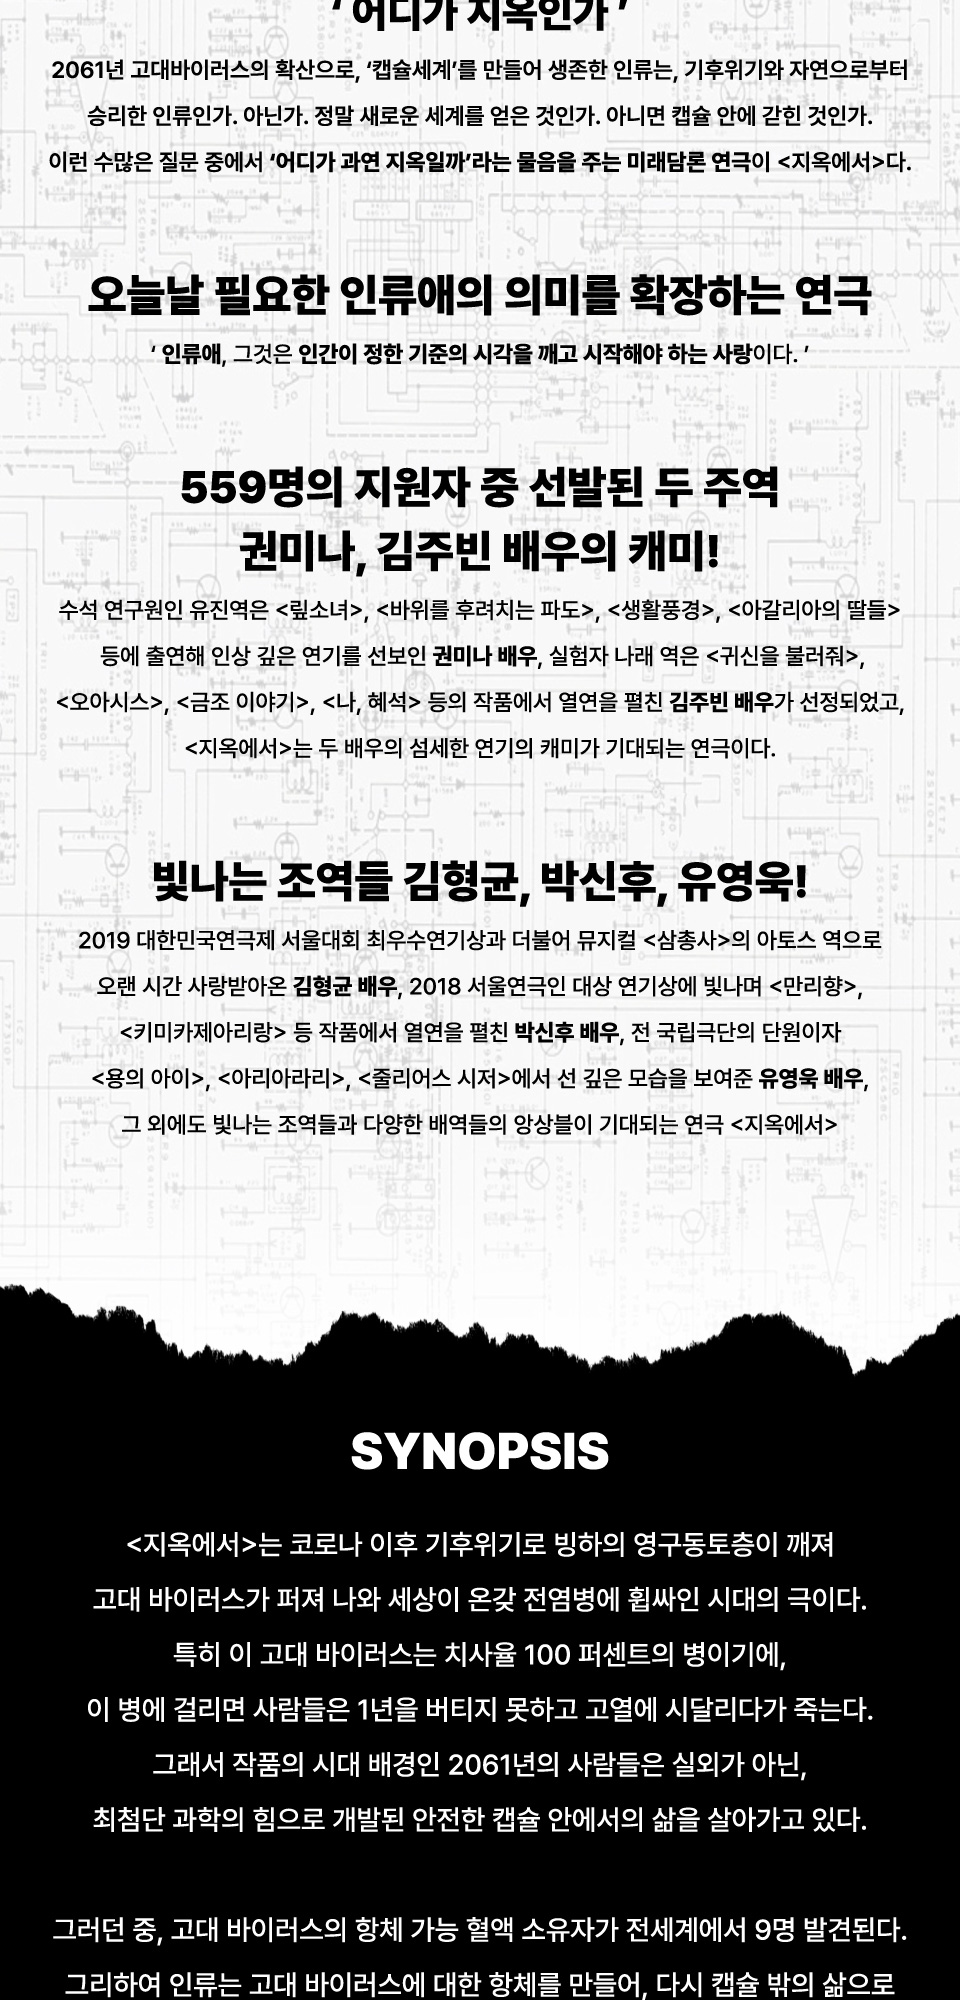 ‘ 어디가 지옥인가 ’
2061년 고대바이러스의 확산으로, ‘캡슐세계’를 만들어 생존한 인류는, 기후위기와 자연으로부터
승리한 인류인가. 아닌가. 정말 새로운 세계를 얻은 것인가. 아니면 캡슐 안에 갇힌 것인가.
이런 수많은 질문 중에서 ‘어디가 과연 지옥일까’라는 물음을 주는 미래담론 연극이 <지옥에서>다.
오늘날 필요한 인류애의 의미를 확장하는 연극
‘ 인류애, 그것은 인간이 정한 기준의 시각을 깨고 시작해야 하는 사랑이다. ’
559명의 지원자 중 선발된 두 주역
권미나, 김주빈 배우의 캐미!
수석 연구원인 유진역은 <맆소녀>, <바위를 후려치는 파도>, <생활풍경>, <아갈리아의 딸들>
등에 출연해 인상 깊은 연기를 선보인 권미나 배우, 실험자 나래 역은 <귀신을 불러줘>,
<오아시스>, <금조 이야기>, <나, 혜석> 등의 작품에서 열연을 펼친 김주빈 배우가 선정되었고,
<지옥에서>는 두 배우의 섬세한 연기의 캐미가 기대되는 연극이다.
빛나는 조역들 김형균, 박신후, 유영욱!
2019 대한민국연극제 서울대회 최우수연기상과 더불어 뮤지컬 <삼총사>의 아토스 역으로
오랜 시간 사랑받아온 김형균 배우, 2018 서울연극인 대상 연기상에 빛나며 <만리향>,
<키미카제아리랑> 등 작품에서 열연을 펼친 박신후 배우, 전 국립극단의 단원이자
<용의 아이>, <아리아라리>, <줄리어스 시저>에서 선 깊은 모습을 보여준 유영욱 배우,
그 외에도 빛나는 조역들과 다양한 배역들의 앙상블이 기대되는 연극 <지옥에서>
SYNOPSIS
<지옥에서>는 코로나 이후 기후위기로 빙하의 영구동토층이 깨져
고대 바이러스가 퍼져 나와 세상이 온갖 전염병에 휩싸인 시대의 극이다.
특히 이 고대 바이러스는 치사율 100 퍼센트의 병이기에,
이 병에 걸리면 사람들은 1년을 버티지 못하고 고열에 시달리다가 죽는다.
그래서 작품의 시대 배경인 2061년의 사람들은 실외가 아닌,
최첨단 과학의 힘으로 개발된 안전한 캡슐 안에서의 삶을 살아가고 있다.
그러던 중, 고대 바이러스의 항체 가능 혈액 소유자가 전세계에서 9명 발견된다.
그리하여 인류는 고대 바이러스에 대한 항체를 만들어, 다시 캡슐 밖의 삶으로